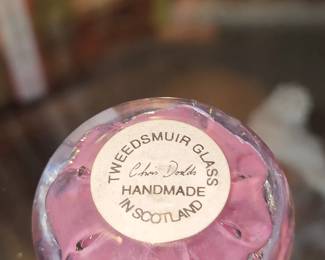 TWEEDSMUIR GLASS
Chris Dodds
HANDMADE
IN SCOTLAND